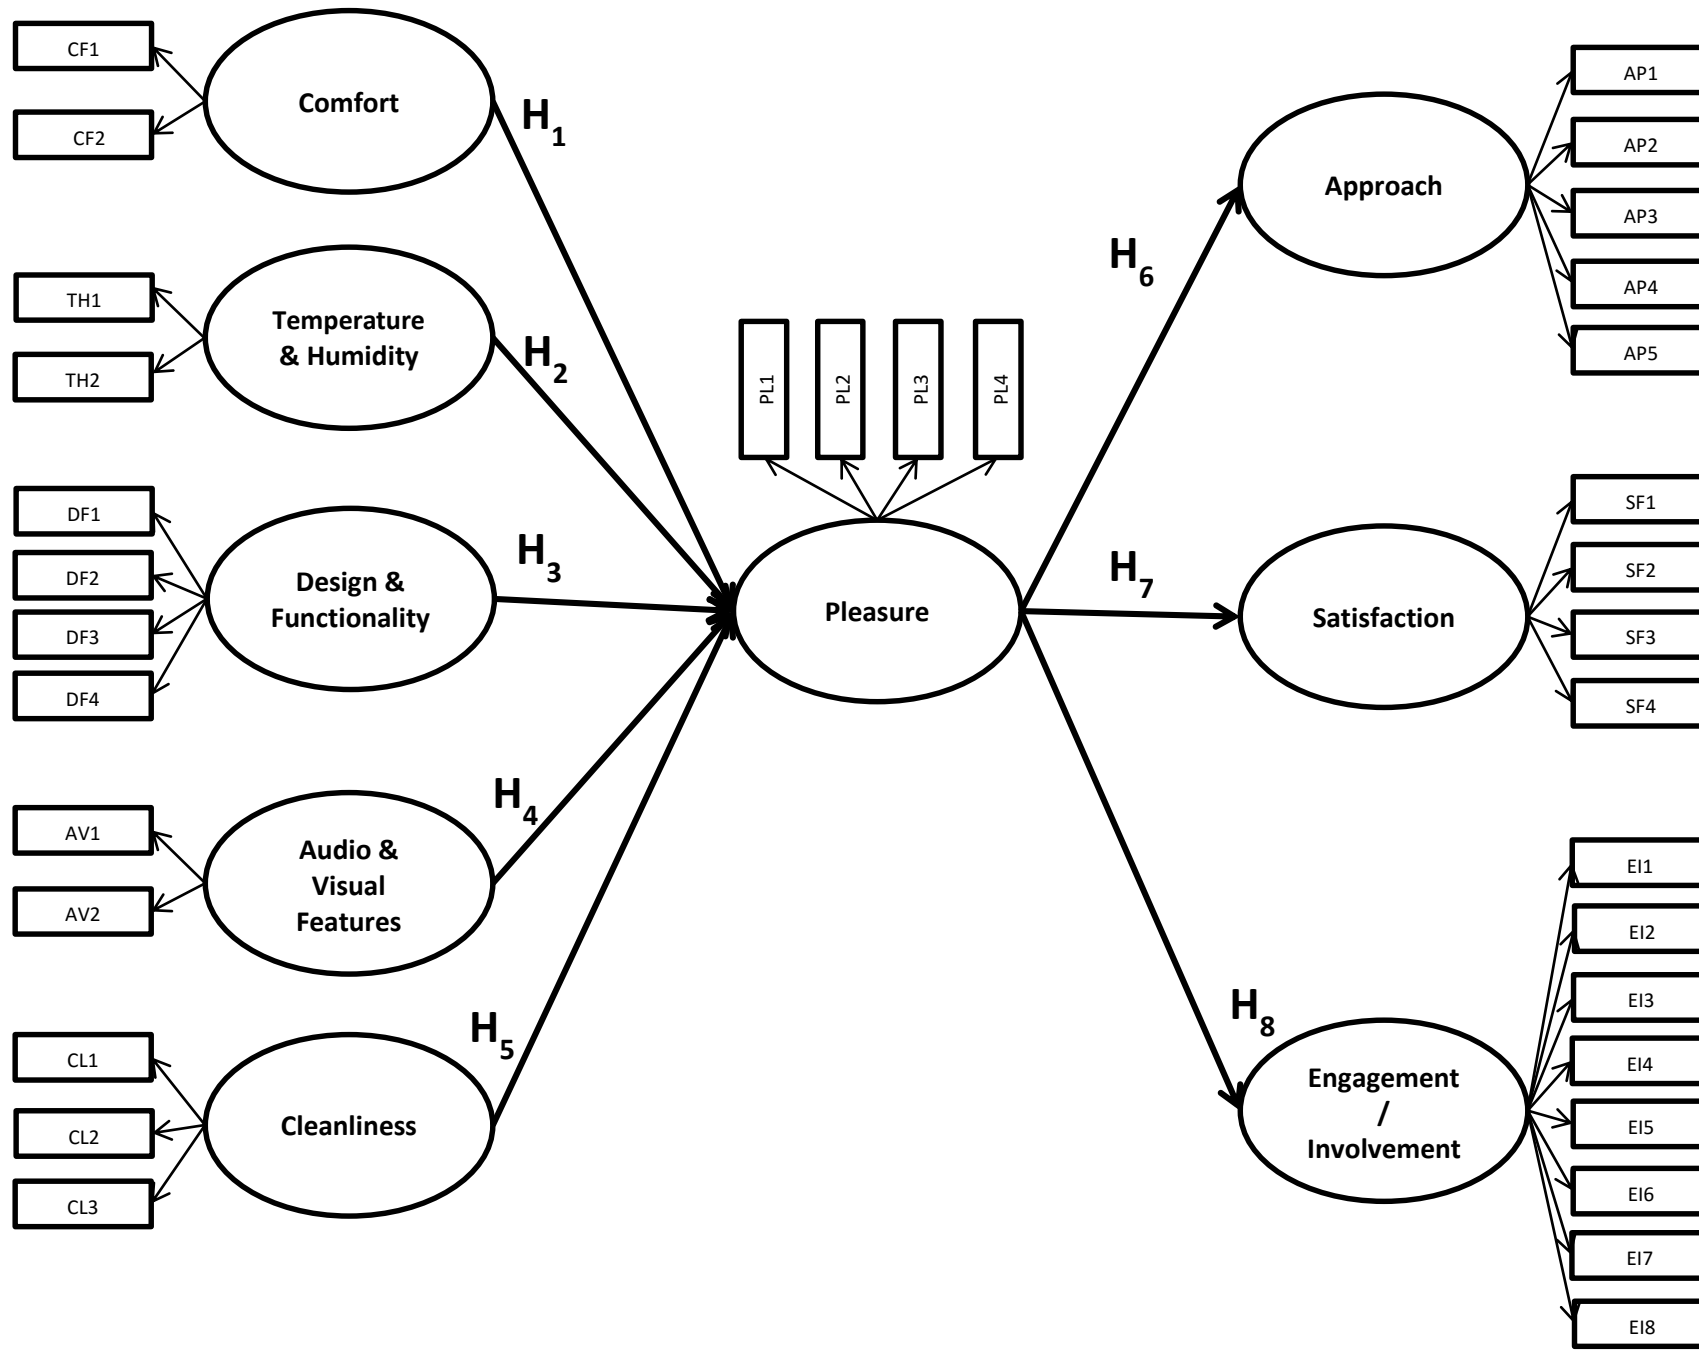 CF1
CF2
Comfort
H1
TH1
TH2
Temperature
& Humidity
H2
DF1
DF2
DF3
DF4
Design &
Functionality
H3
AV1
AV2
Audio &
Visual
Features
H4
CL1
CL2
CL3
Cleanliness
H5
PL1
PL2
PL3
PL4
Pleasure
H6
Approach
AP1
AP2
AP3
AP4
AP5
H7
Satisfaction
SF1
SF2
SF3
SF4
H8
Engagement
/
Involvement
EI1
EI2
EI3
EI4
EI5
EI6
EI7
EI8